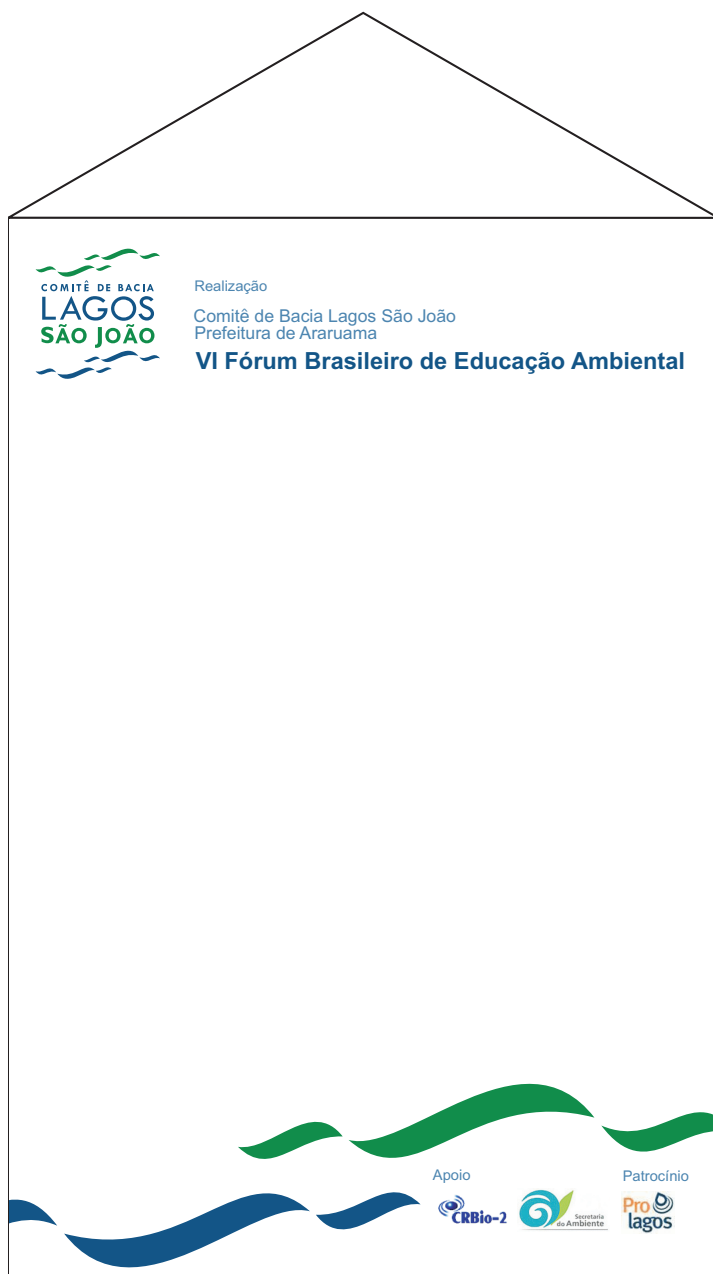 COMITÊ DE BACIA
LAGOS
SÃO JOÃO
Realização
Comitê de Bacia Lagos São João
Prefeitura de Araruama
VI Fórum Brasileiro de Educação Ambiental
Apoio
Patrocínio
CRBio-2
Secretaria
do Ambiente
Pro
lagos